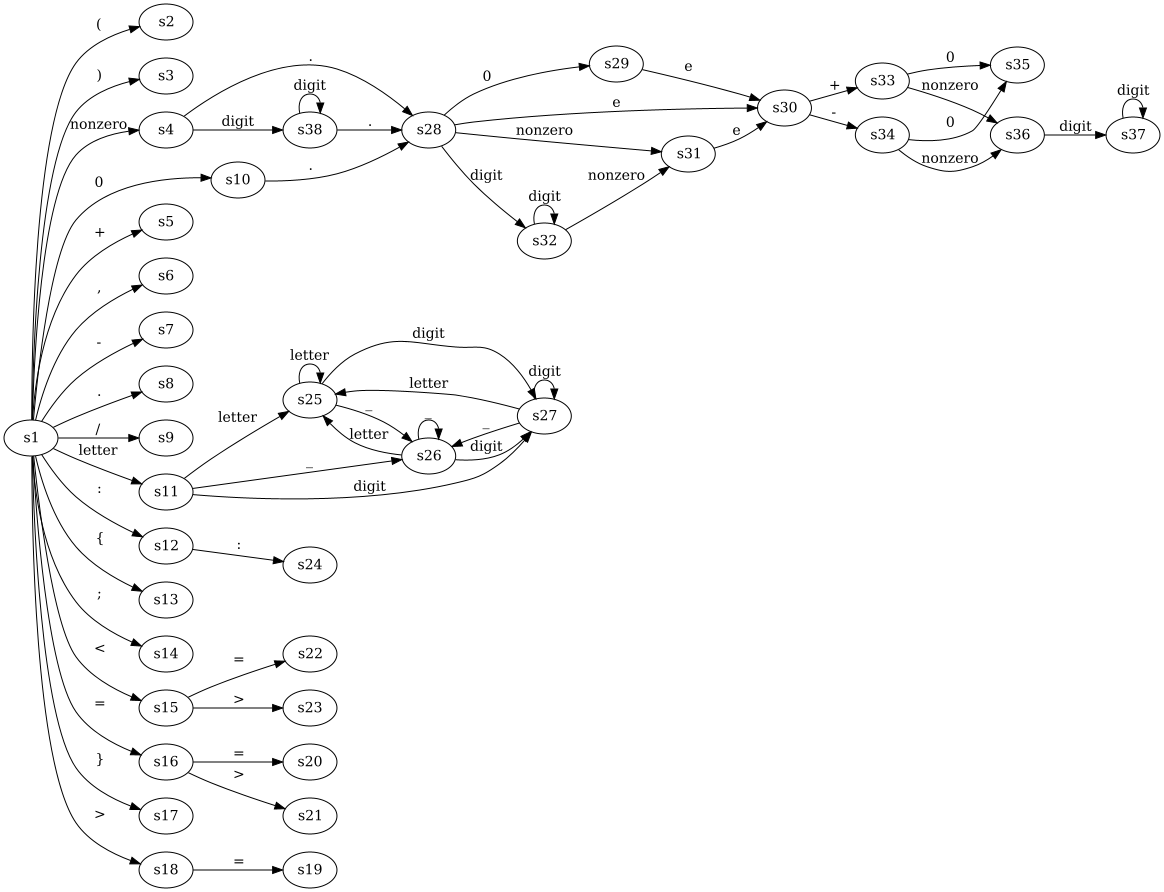 ( s2
) s3
nonzero s4 . digit s38 digit . s28
0 s29 e s30 + s33 0 s35
e nonzero s31 e - s34 nonzero 0 nonzero s36 digit s37 digit
0 s10 . digit s32 digit nonzero
+ s5
, s6
- s7
. s8
/ s9
s1
letter s11
letter s25 letter digit
_ letter s27 digit
_ s26 _ letter _ digit
digit
: s12 : s24
{ s13
; s14
< s15 = s22
> s23
= s16 = s20
> s21
} s17
> s18 = s19